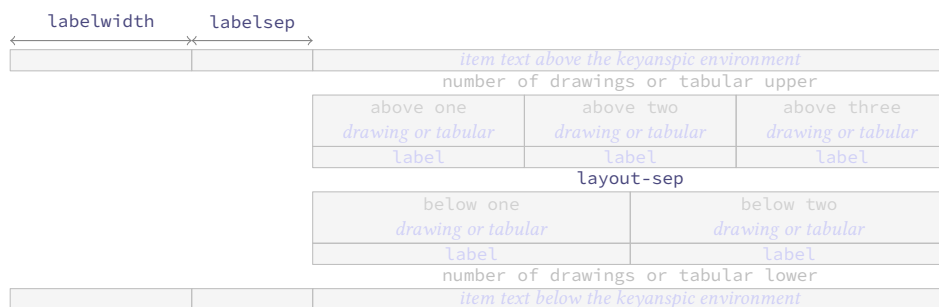 labelwidth labelsep
item text above the keyanspic environment
number of drawings or tabular upper
above one above two above three
drawing or tabular drawing or tabular drawing or tabular
label label label
layout-sep
below one below two
drawing or tabular drawing or tabular
label label
number of drawings or tabular lower
item text below the keyanspic environment